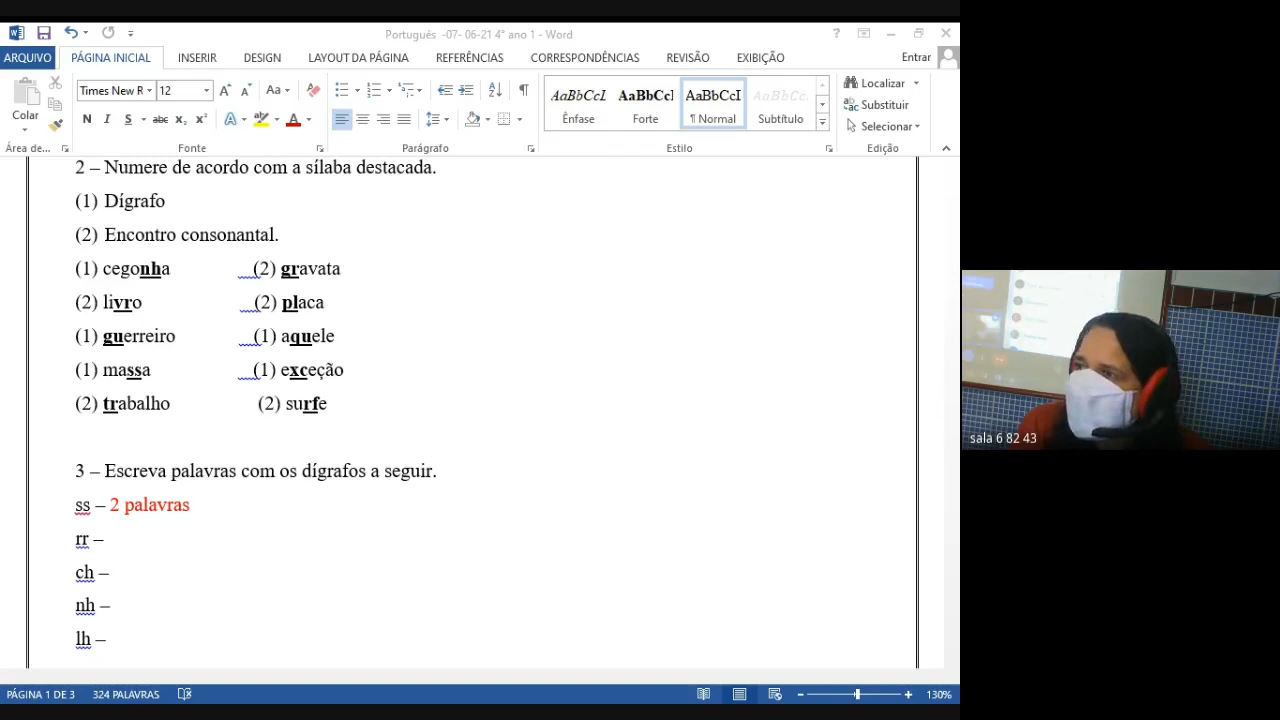 Português -07- 06-21 4° ano 1 - Word
ARQUIVO PÁGINA INICIAL INSERIR DESIGN LAYOUT DA PÁGINA REFERÊNCIAS CORRESPONDÊNCIAS REVISÃO EXIBIÇÃO Entrar
Colar Times New R 12 Aa
N I S abc x₂ x² A A
AaBbCcI AaBbCcI AaBbCcI AaBbCc
Ênfase Forte ¶ Normal Subtítulo
Localizar
Substituir
Selecionar
Área de... Fonte Parágrafo Estilo Edição
2 – Numere de acordo com a sílaba destacada.
(1) Dígrafo
(2) Encontro consonantal.
(1) cegonha (2) gravata
(2) livro (2) placa
(1) guerreiro (1) aquele
(1) massa (1) exceção
(2) trabalho (2) surfe
3 – Escreva palavras com os dígrafos a seguir.
ss – 2 palavras
rr –
ch –
nh –
lh –
sala 6 82 43
PÁGINA 1 DE 3 324 PALAVRAS 130%